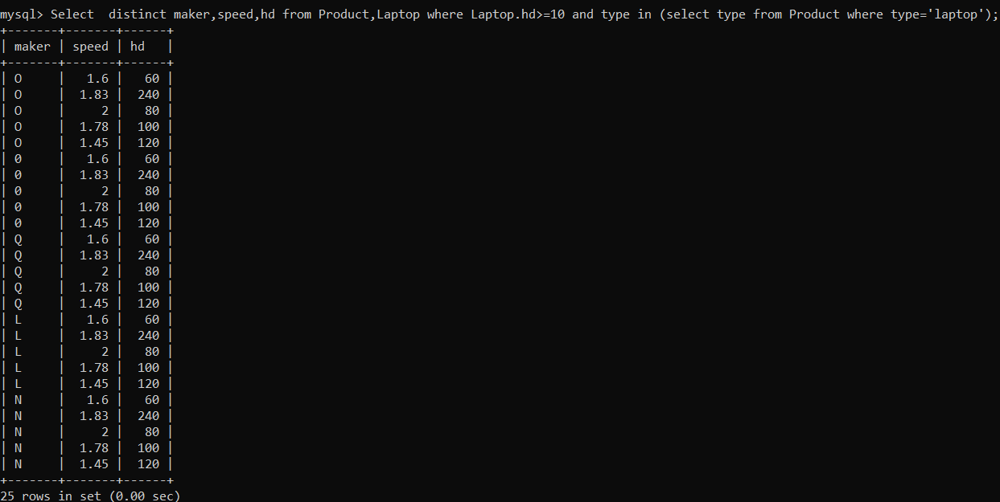 mysql> Select  distinct maker,speed,hd from Product,Laptop where Laptop.hd>=10 and type in (select type from Product where type='laptop');
+-------+-------+------+
| maker | speed | hd   |
+-------+-------+------+
| O     |   1.6 |   60 |
| O     |  1.83 |  240 |
| O     |     2 |   80 |
| O     |  1.78 |  100 |
| O     |  1.45 |  120 |
| 0     |   1.6 |   60 |
| 0     |  1.83 |  240 |
| 0     |     2 |   80 |
| 0     |  1.78 |  100 |
| 0     |  1.45 |  120 |
| Q     |   1.6 |   60 |
| Q     |  1.83 |  240 |
| Q     |     2 |   80 |
| Q     |  1.78 |  100 |
| Q     |  1.45 |  120 |
| L     |   1.6 |   60 |
| L     |  1.83 |  240 |
| L     |     2 |   80 |
| L     |  1.78 |  100 |
| L     |  1.45 |  120 |
| N     |   1.6 |   60 |
| N     |  1.83 |  240 |
| N     |     2 |   80 |
| N     |  1.78 |  100 |
| N     |  1.45 |  120 |
+-------+-------+------+
25 rows in set (0.00 sec)